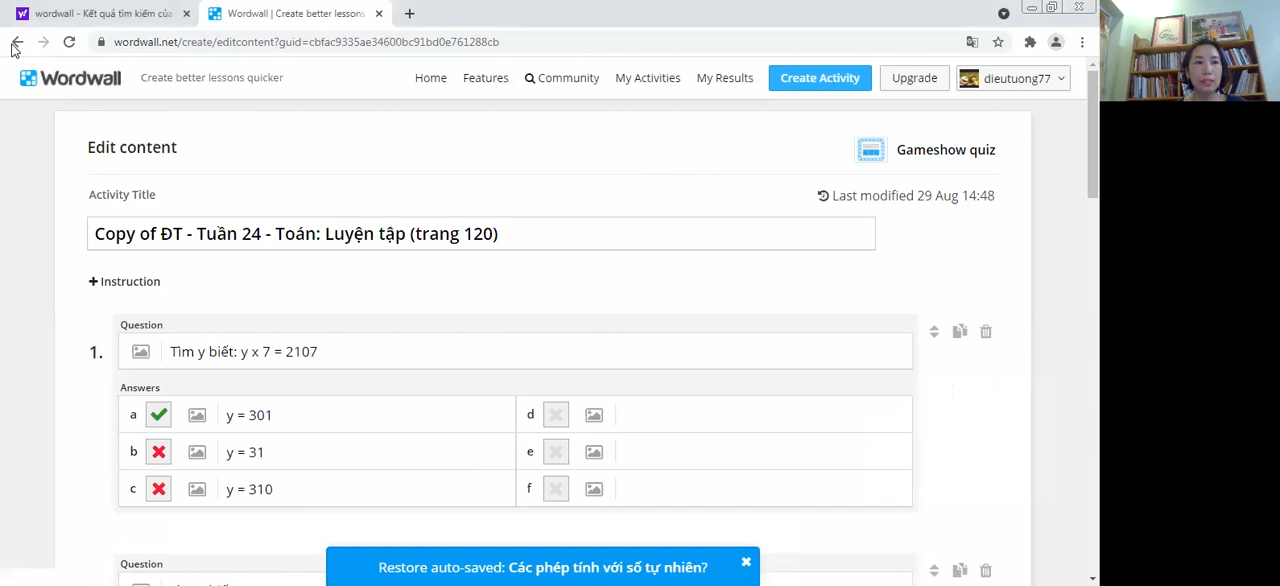 wordwall - Kết quả tìm kiếm của
Wordwall | Create better lessons
wordwall.net/create/editcontent?guid=cbfac9335ae34600bc91bd0e761288cb
Wordwall Create better lessons quicker Home Features Community My Activities My Results Create Activity Upgrade dieutuong77
Edit content
Gameshow quiz
Activity Title
Last modified 29 Aug 14:48
Copy of ĐT - Tuần 24 - Toán: Luyện tập (trang 120)
+ Instruction
Question
1. Tìm y biết: y x 7 = 2107
Answers
a y = 301 d
b y = 31 e
c y = 310 f
Question
Restore auto-saved: Các phép tính với số tự nhiên?